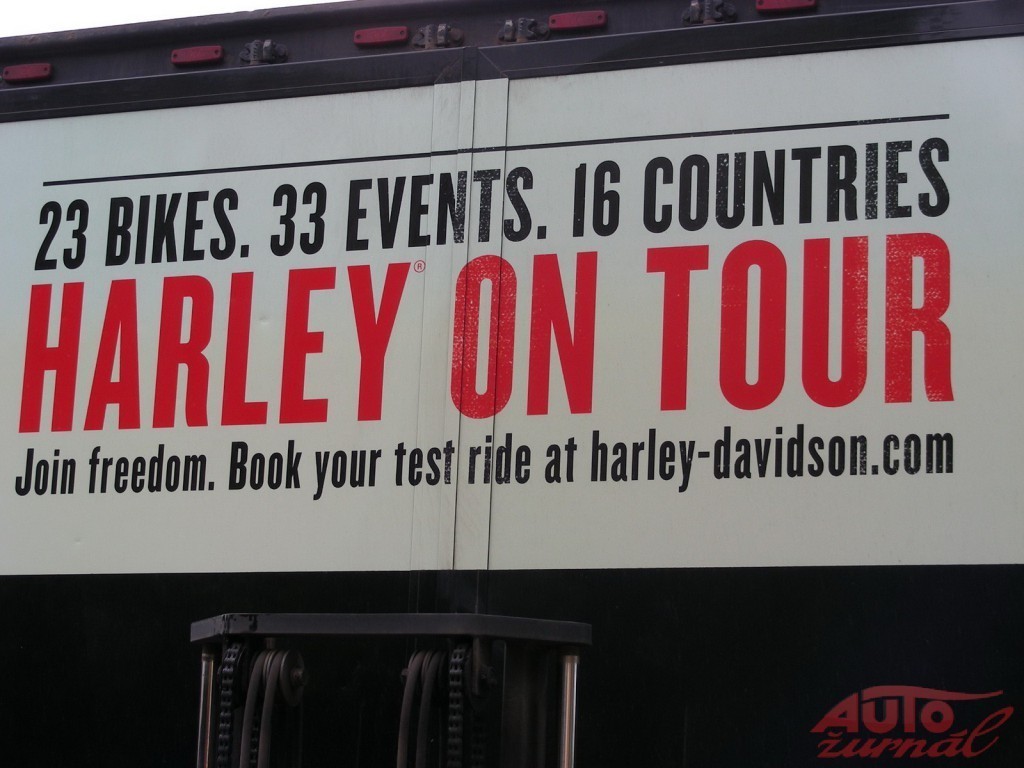 23 BIKES. 33 EVENTS. 16 COUNTRIES
HARLEY® ON TOUR
Join freedom. Book your test ride at harley-davidson.com
AUTO
žurnál